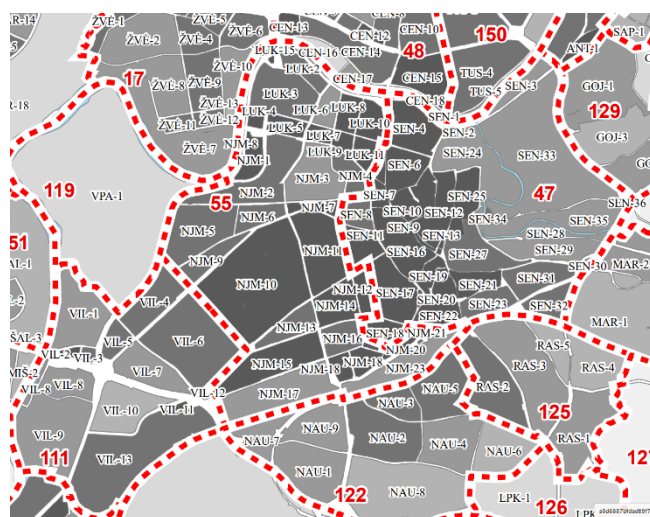 ŽVĖ-1
ŽVĖ-5
CEN-13
CEN-8
ŽVĖ-2
ŽVĖ-4
ŽVĖ-6
CEN-10
150
SAP-1
LUK-15
CEN-16
CEN-14
48
ANT-1
17
ŽVĖ-10
LUK-2
CEN-17
CEN-15
TUS-4
ŽVĖ-8
ŽVĖ-9
TUS-5
SEN-3
GOJ-1
LUK-3
CEN-18
ŽVĖ-13
LUK-4
LUK-6
LUK-8
SEN-1
129
ŽVĖ-11
ŽVĖ-12
LUK-5
LUK-7
LUK-10
SEN-4
SEN-2
GOJ-3
ŽVĖ-7
NJM-8
LUK-9
LUK-11
SEN-24
SEN-33
NJM-1
SEN-6
119
NJM-3
NJM-4
VPA-1
55
NJM-2
SEN-7
SEN-25
47
SEN-36
NJM-6
NJM-7
SEN-8
SEN-10
SEN-12
SEN-34
SEN-35
NJM-5
SEN-11
SEN-9
SEN-13
SEN-28
51
NJM-11
SEN-16
SEN-27
SEN-29
NJM-9
SEN-30
MAR-2
SEN-19
SEN-31
NJM-10
NJM-12
SEN-17
SEN-21
VIL-4
NJM-14
SEN-20
SEN-23
SEN-32
VIL-1
SEN-22
MAR-1
NJM-13
SEN-18
NJM-21
ŠAL-3
VIL-5
VIL-6
NJM-16
NJM-20
RAS-5
VIL-2
VIL-3
NJM-15
NJM-18
NJM-18
NJM-23
RAS-3
RAS-4
MIŠ-2
VIL-7
VIL-8
VIL-8
VIL-12
NJM-17
NAU-5
RAS-2
VIL-10
VIL-11
NAU-3
125
VIL-9
NAU-7
NAU-9
NAU-2
NAU-4
RAS-1
111
VIL-13
NAU-6
NAU-1
122
NAU-8
LPK-1
126